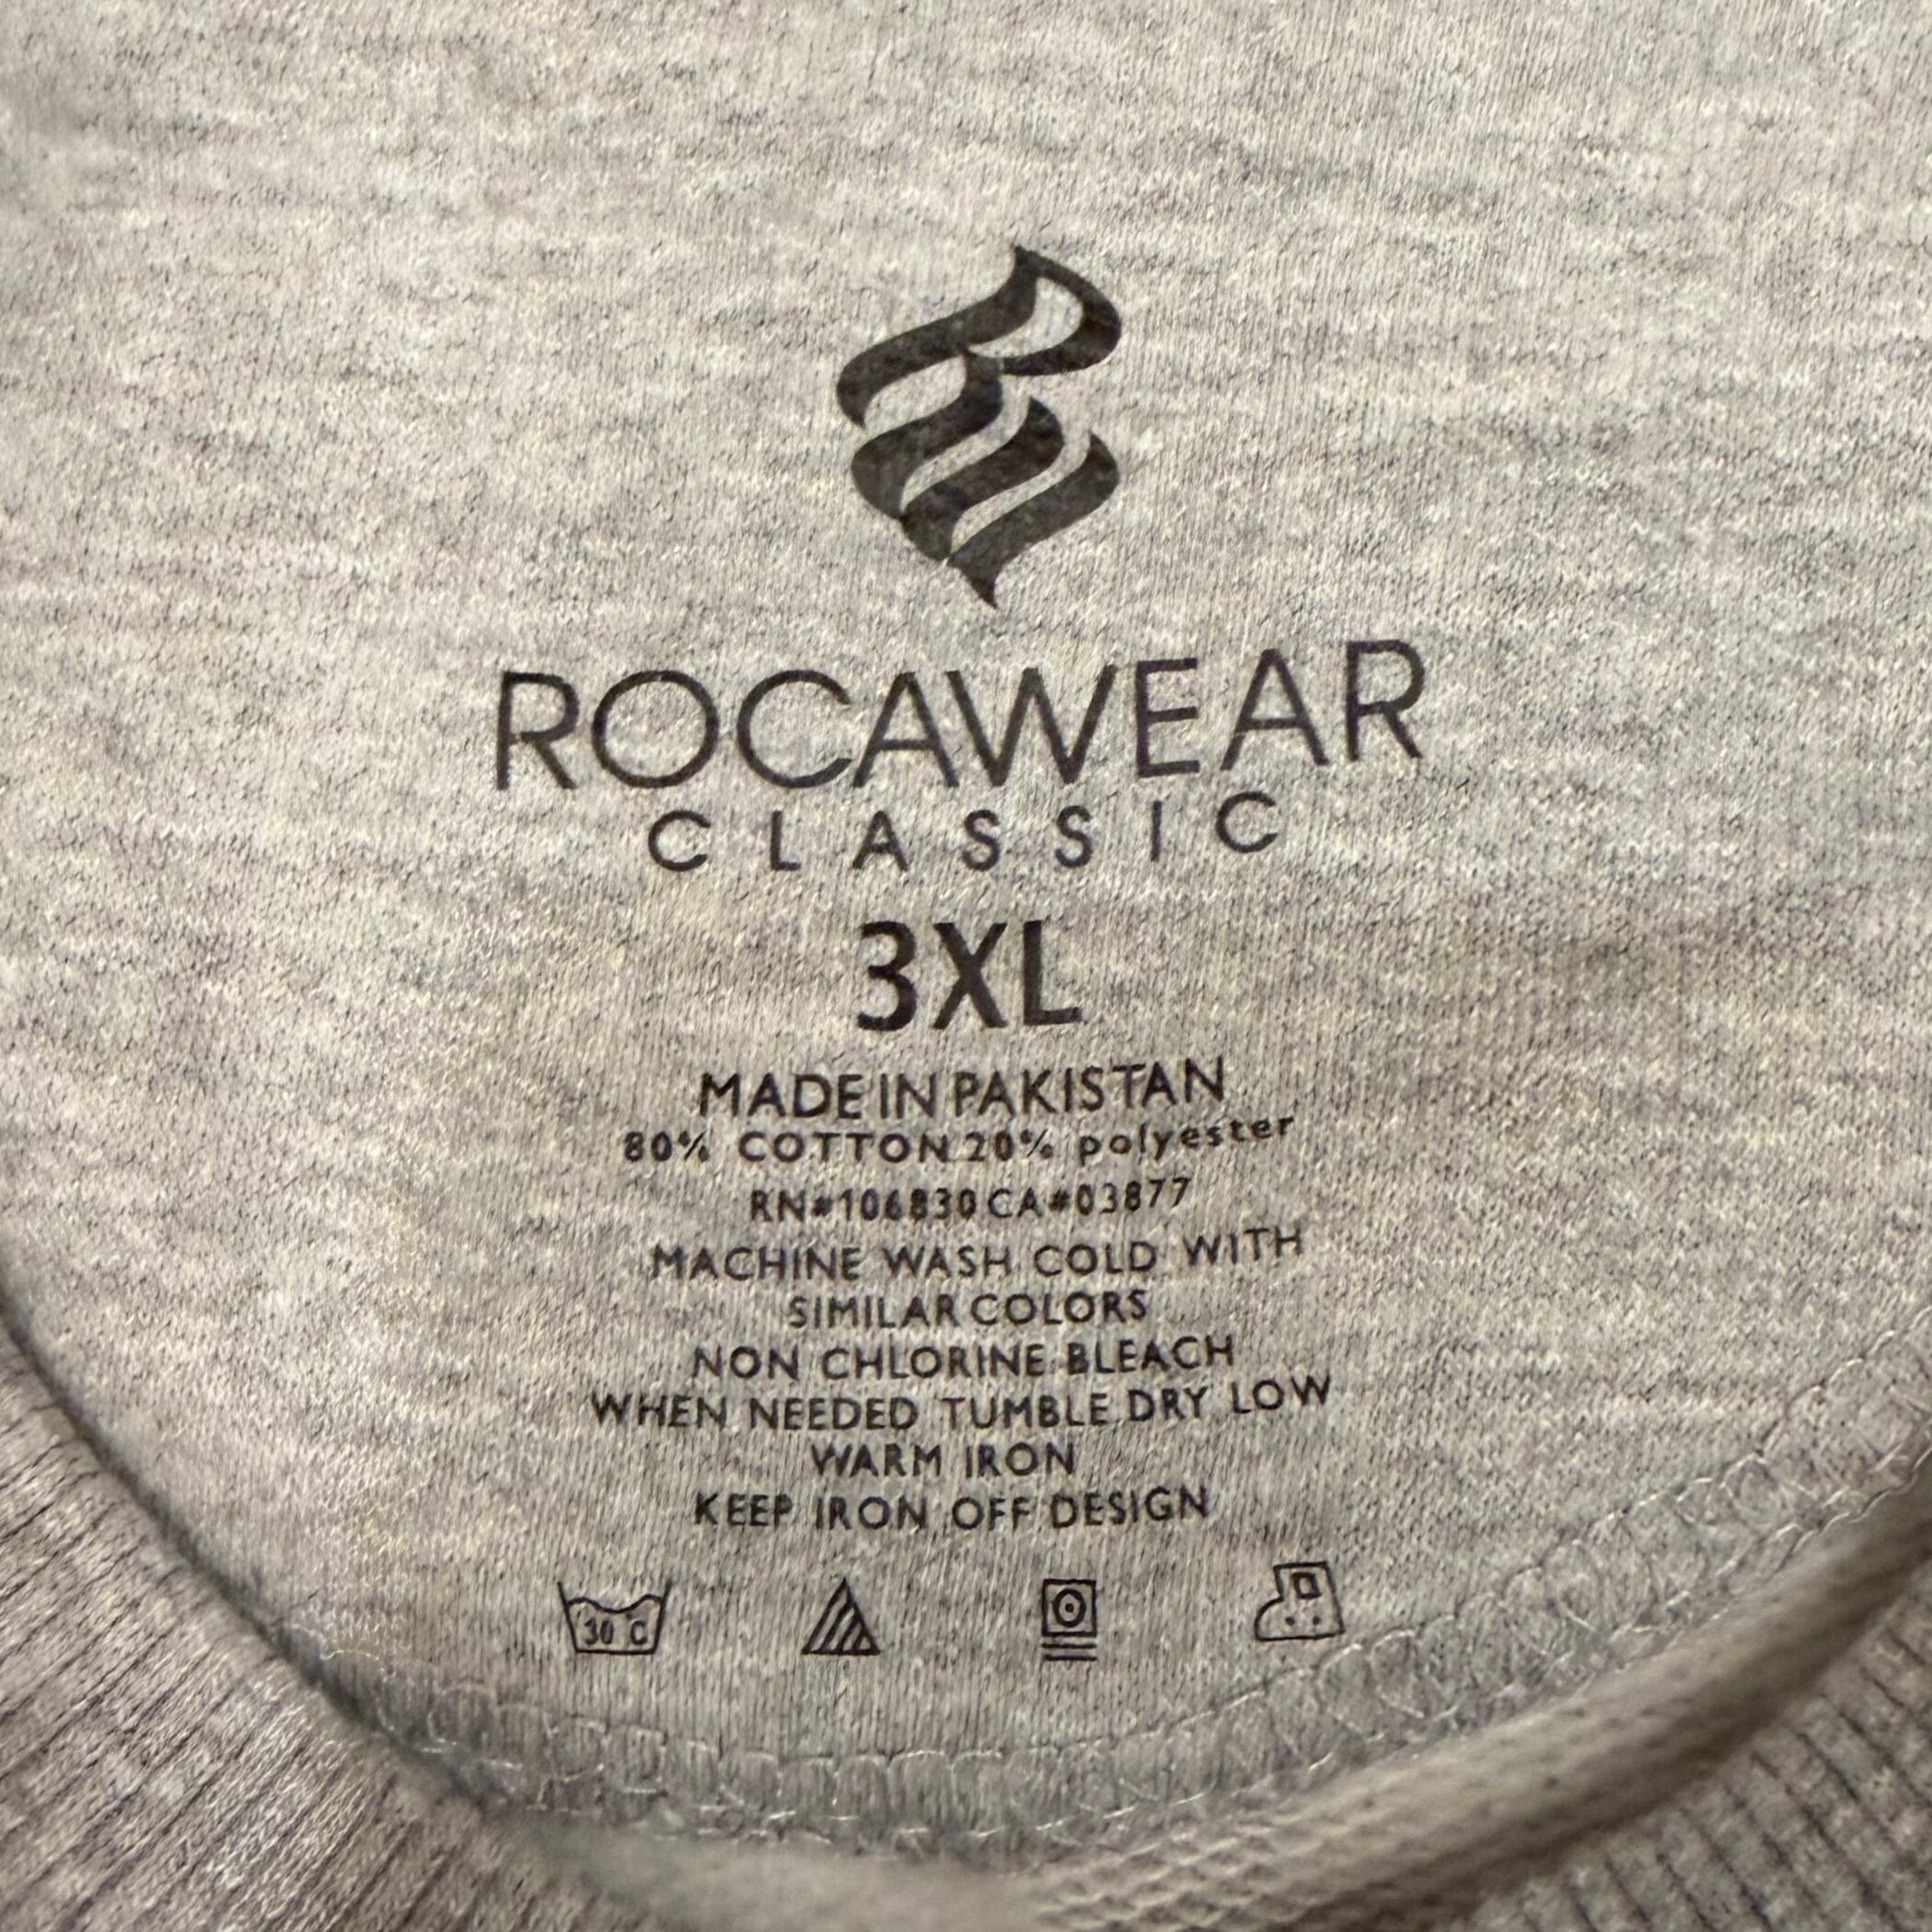 ROCAWEAR
CLASSIC
3XL
MADE IN PAKISTAN
80% COTTON 20% polyester
RN#106830 CA#03877
MACHINE WASH COLD WITH
SIMILAR COLORS
NON CHLORINE BLEACH
WHEN NEEDED TUMBLE DRY LOW
WARM IRON
KEEP IRON OFF DESIGN
30 C